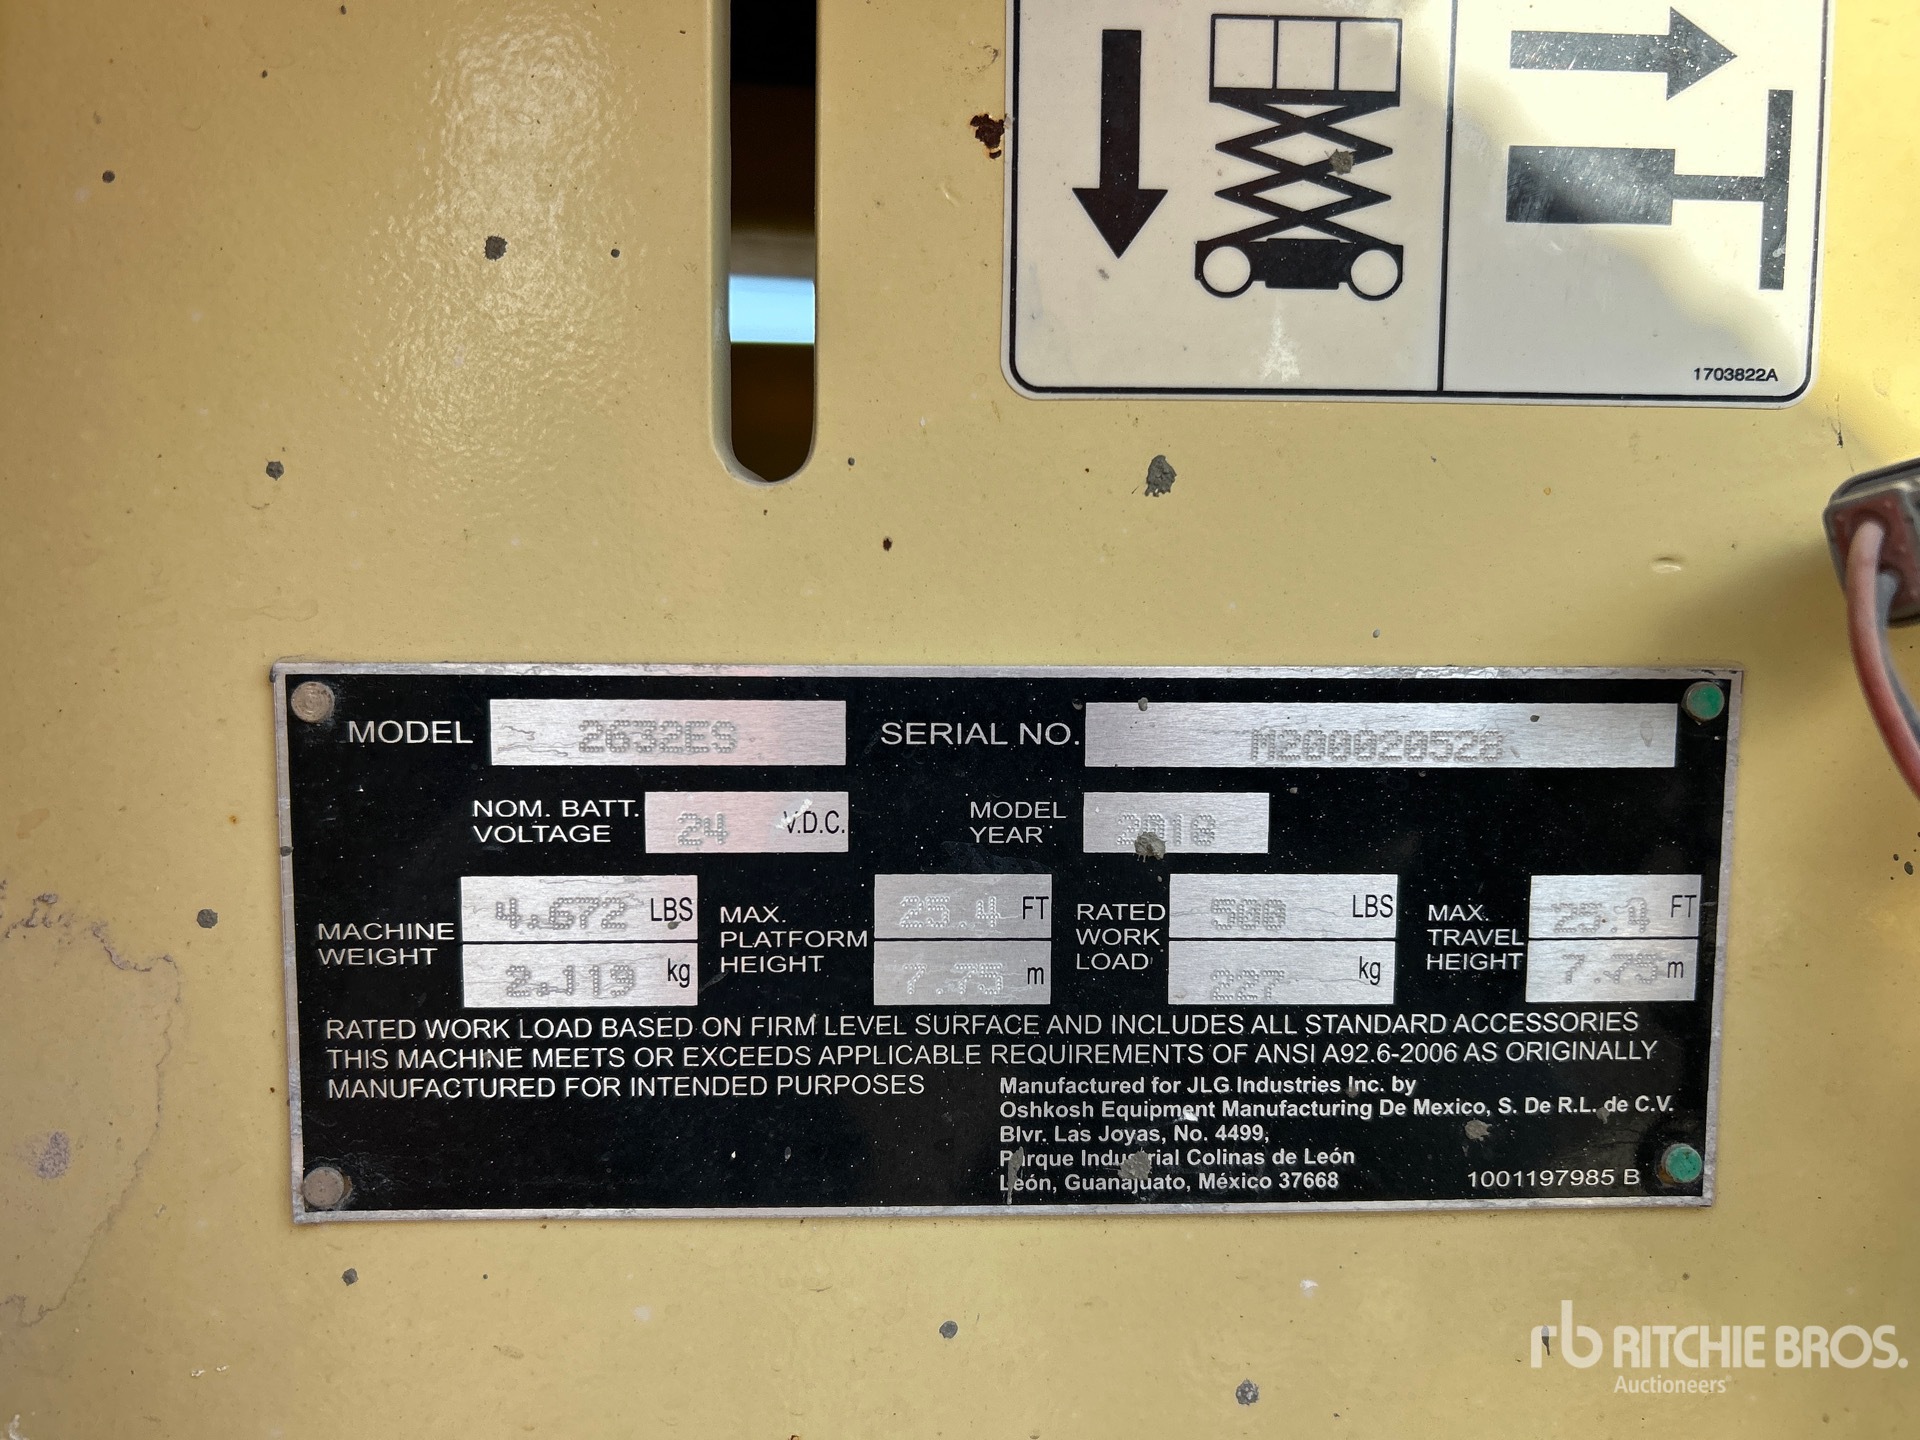 1703822A
MODEL 2632ES SERIAL NO. M200020528
NOM. BATT. VOLTAGE 24 V.D.C. MODEL YEAR 2018
MACHINE WEIGHT 4,672 LBS 2,119 kg MAX. PLATFORM HEIGHT 25.4 FT 7.75 m RATED WORK LOAD 500 LBS 227 kg MAX. TRAVEL HEIGHT 25.4 FT 7.75 m
RATED WORK LOAD BASED ON FIRM LEVEL SURFACE AND INCLUDES ALL STANDARD ACCESSORIES
THIS MACHINE MEETS OR EXCEEDS APPLICABLE REQUIREMENTS OF ANSI A92.6-2006 AS ORIGINALLY
MANUFACTURED FOR INTENDED PURPOSES
Manufactured for JLG Industries Inc. by
Oshkosh Equipment Manufacturing De Mexico, S. De R.L. de C.V.
Blvr. Las Joyas, No. 4499,
Parque Industrial Colinas de León
León, Guanajuato, México 37668
1001197985 B
rb RITCHIE BROS.
Auctioneers